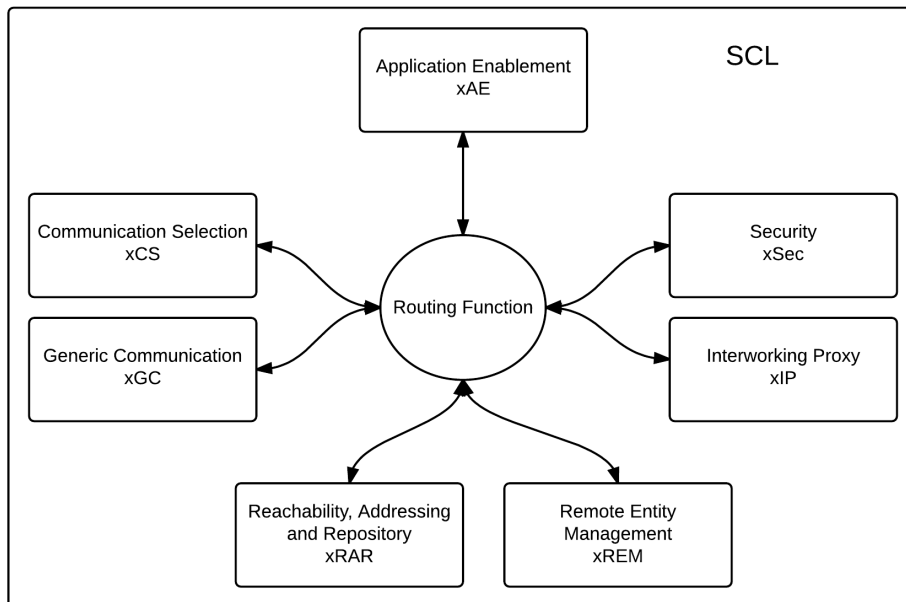 SCL
Application Enablement
xAE
Communication Selection
xCS
Security
xSec
Routing Function
Generic Communication
xGC
Interworking Proxy
xIP
Reachability, Addressing
and Repository
xRAR
Remote Entity
Management
xREM